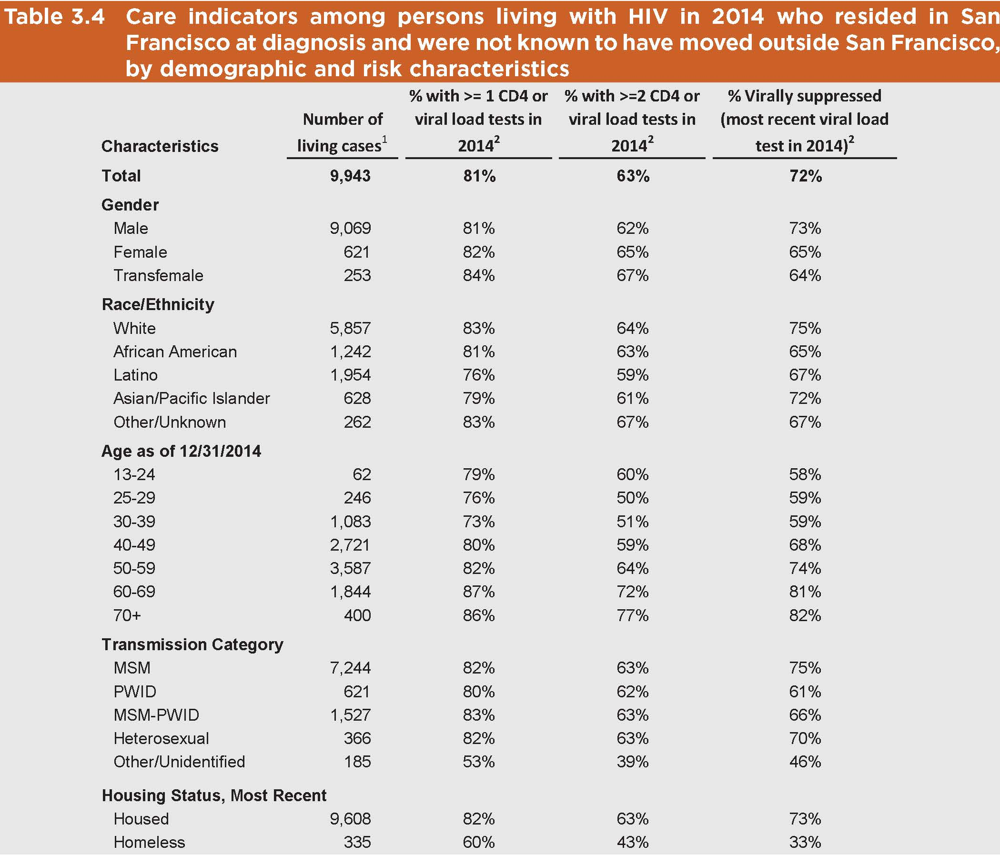 Table 3.4 Care indicators among persons living with HIV in 2014 who resided in San
Francisco at diagnosis and were not known to have moved outside San Francisco,
by demographic and risk characteristics
Characteristics Number of living cases1 % with >= 1 CD4 or viral load tests in 20142 % with >=2 CD4 or viral load tests in 20142 % Virally suppressed (most recent viral load test in 2014)2
Total 9,943 81% 63% 72%
Gender
Male 9,069 81% 62% 73%
Female 621 82% 65% 65%
Transfemale 253 84% 67% 64%
Race/Ethnicity
White 5,857 83% 64% 75%
African American 1,242 81% 63% 65%
Latino 1,954 76% 59% 67%
Asian/Pacific Islander 628 79% 61% 72%
Other/Unknown 262 83% 67% 67%
Age as of 12/31/2014
13-24 62 79% 60% 58%
25-29 246 76% 50% 59%
30-39 1,083 73% 51% 59%
40-49 2,721 80% 59% 68%
50-59 3,587 82% 64% 74%
60-69 1,844 87% 72% 81%
70+ 400 86% 77% 82%
Transmission Category
MSM 7,244 82% 63% 75%
PWID 621 80% 62% 61%
MSM-PWID 1,527 83% 63% 66%
Heterosexual 366 82% 63% 70%
Other/Unidentified 185 53% 39% 46%
Housing Status, Most Recent
Housed 9,608 82% 63% 73%
Homeless 335 60% 43% 33%